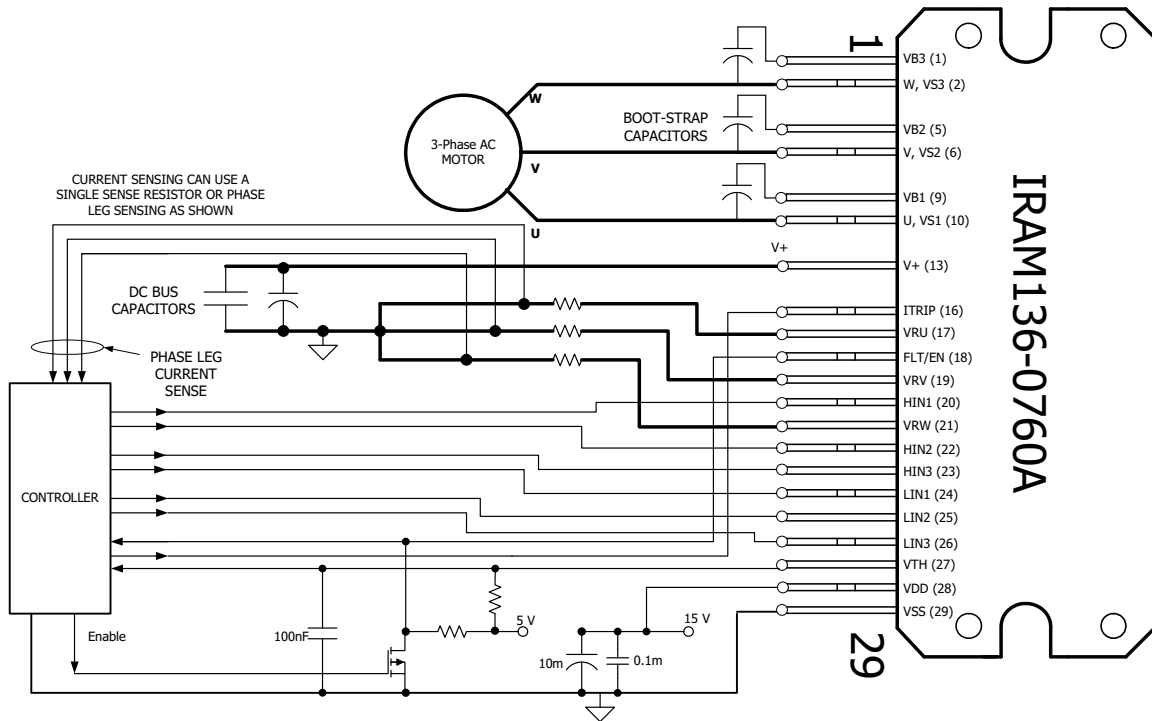 1
VB3 (1)
W, VS3 (2)
W
BOOT-STRAP
CAPACITORS
VB2 (5)
3-Phase AC
MOTOR
V, VS2 (6)
V
CURRENT SENSING CAN USE A
SINGLE SENSE RESISTOR OR PHASE
LEG SENSING AS SHOWN
VB1 (9)
U, VS1 (10)
U
V+
V+ (13)
DC BUS
CAPACITORS
ITRIP (16)
VRU (17)
PHASE LEG
CURRENT
SENSE
FLT/EN (18)
VRV (19)
HIN1 (20)
VRW (21)
HIN2 (22)
HIN3 (23)
CONTROLLER
LIN1 (24)
LIN2 (25)
LIN3 (26)
VTH (27)
VDD (28)
VSS (29)
Enable
100nF
5 V
15 V
10m
0.1m
29
IRAM136-0760A